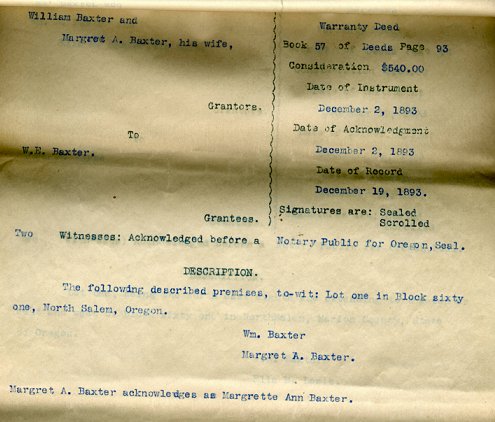 William Baxter and
Margret A. Baxter, his wife,
Grantors.
To
W.E. Baxter.
Grantees.
Warranty Deed
Book 57 of Deeds Page 93
Consideration $540.00
Date of Instrument
December 2, 1893
Date of Acknowledgment
December 2, 1893
Date of Record
December 19, 1893.
Signatures are: Sealed
Scrolled
Two Witnesses: Acknowledged before a Notary Public for Oregon, Seal.
DESCRIPTION.
The following described premises, to-wit: Lot one in Block sixty
one, North Salem, Oregon.
Wm. Baxter
Margret A. Baxter.
Margret A. Baxter acknowledges as Margrette Ann Baxter.